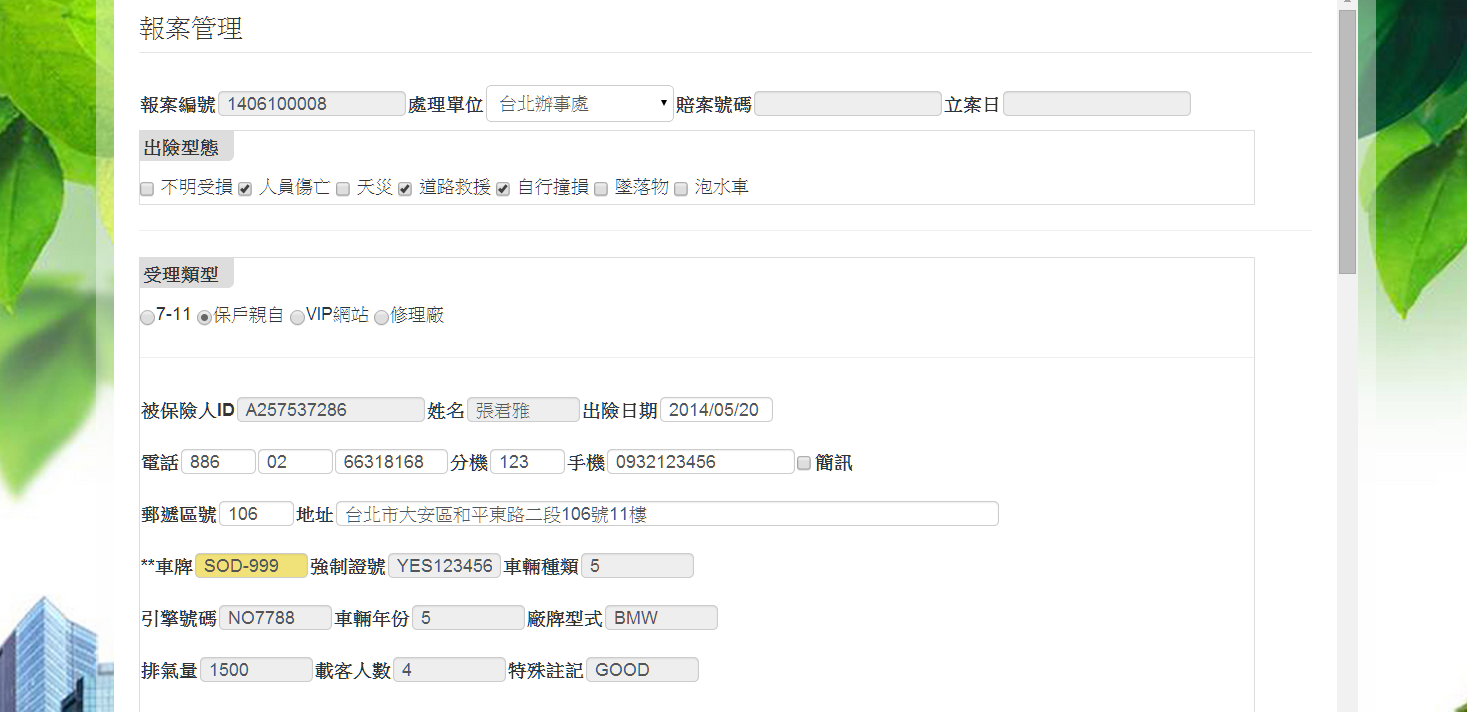 報案管理
報案編號 1406100008 處理單位 台北辦事處 賠案號碼 立案日
出險型態
不明受損 人員傷亡 天災 道路救援 自行撞損 墜落物 泡水車
受理類型
7-11 保戶親自 VIP網站 修理廠
被保險人ID A257537286 姓名 張君雅 出險日期 2014/05/20
電話 886 02 66318168 分機 123 手機 0932123456 簡訊
郵遞區號 106 地址 台北市大安區和平東路二段106號11樓
**車牌 SOD-999 強制證號 YES123456 車輛種類 5
引擎號碼 NO7788 車輛年份 5 廠牌型式 BMW
排氣量 1500 載客人數 4 特殊註記 GOOD